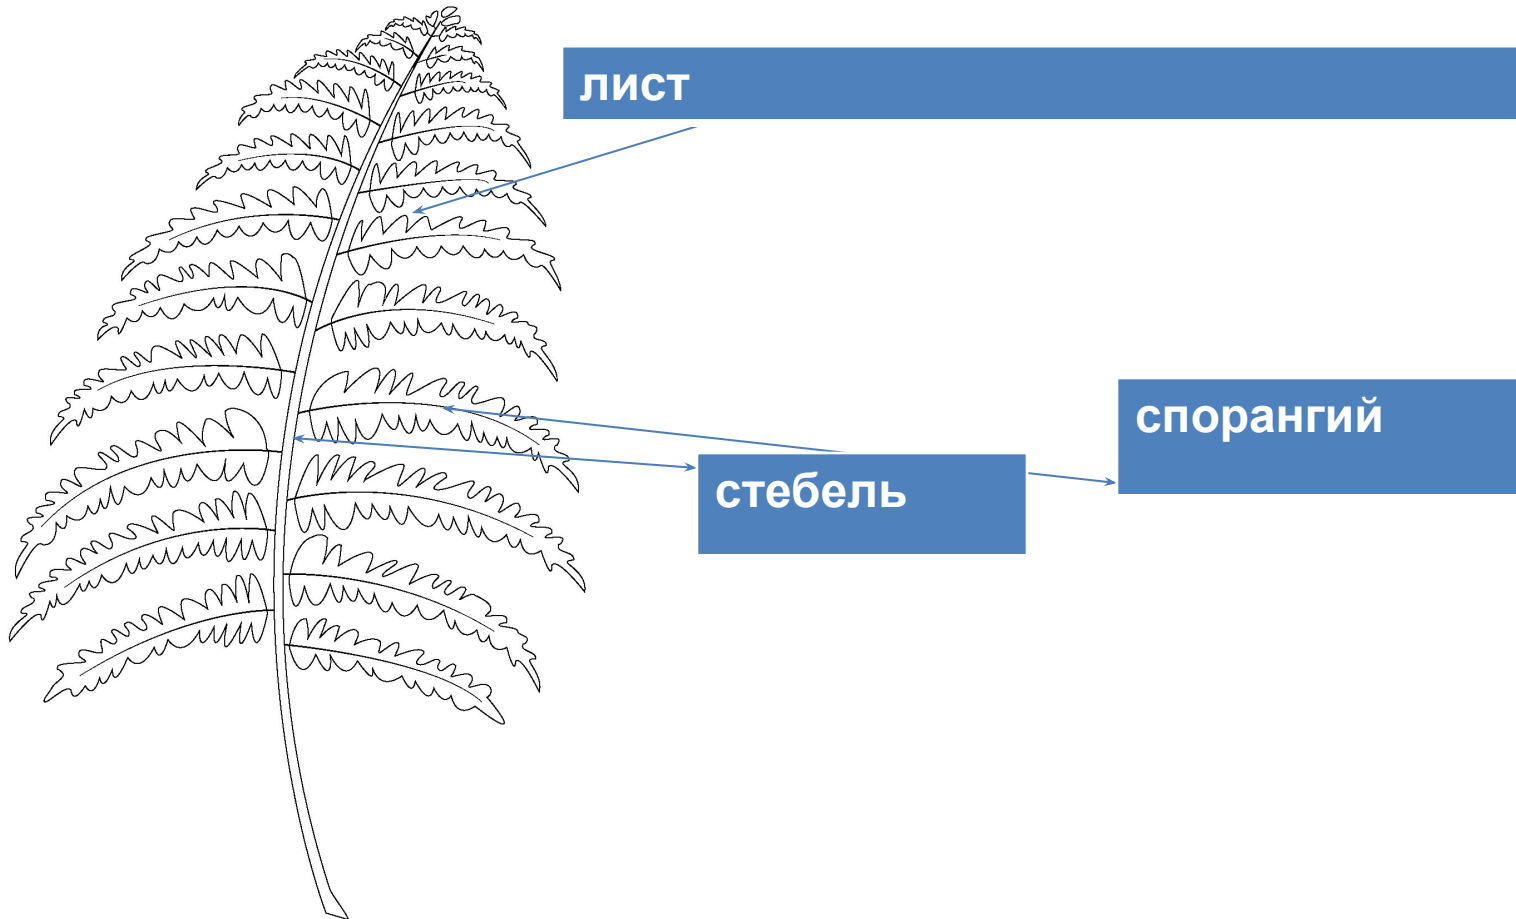 лист
спорангий
стебель